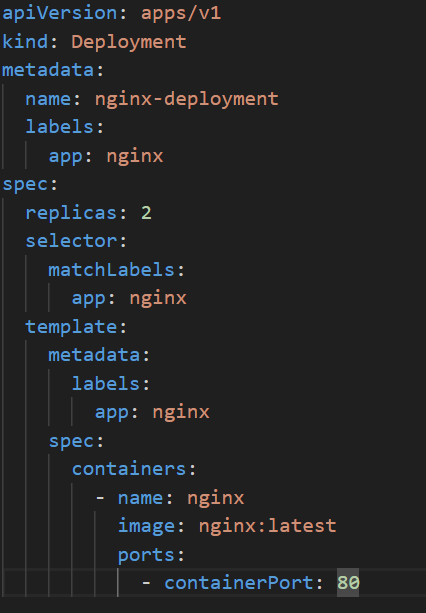 apiVersion: apps/v1
kind: Deployment
metadata:
  name: nginx-deployment
  labels:
    app: nginx
spec:
  replicas: 2
  selector:
    matchLabels:
      app: nginx
  template:
    metadata:
      labels:
        app: nginx
    spec:
      containers:
        - name: nginx
          image: nginx:latest
          ports:
            - containerPort: 80